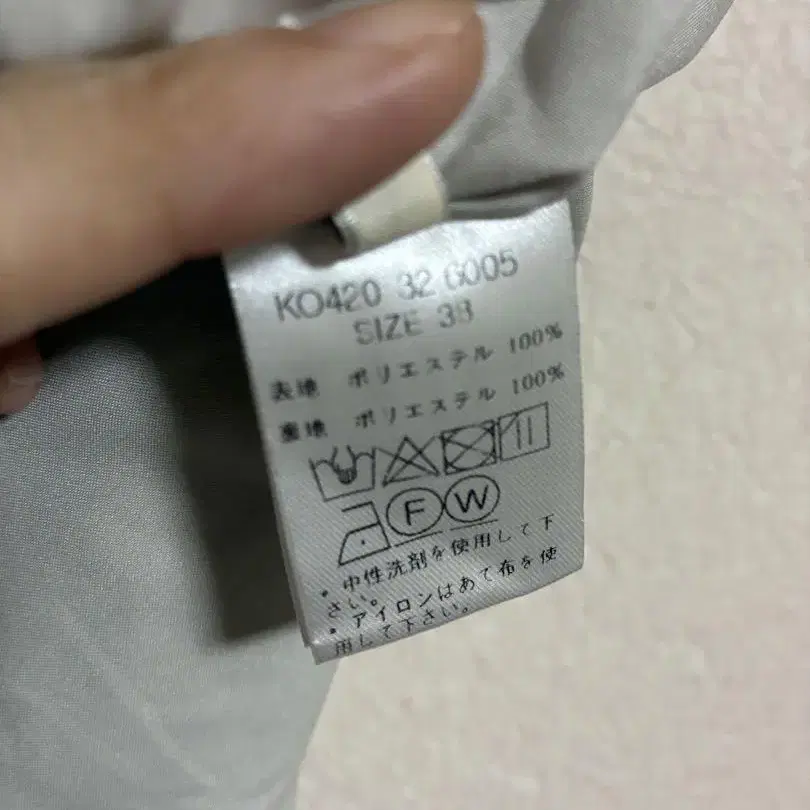 KO420 32 G005
SIZE 38
表地 ポリエステル 100%
裏地 ポリエステル 100%
F W
・中性洗剤を使用して下
さい。
・アイロンはあて布を使
用して下さい。